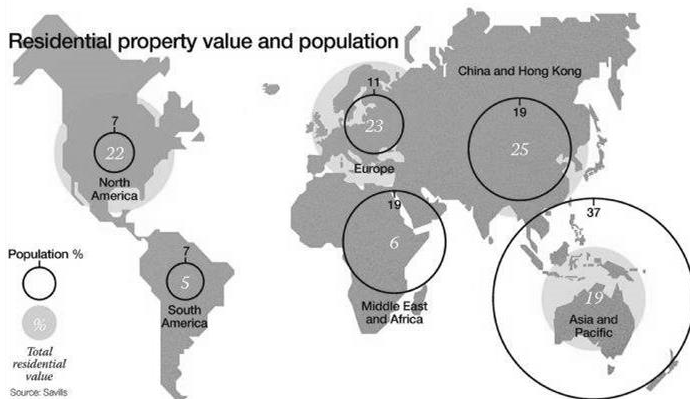 Residential property value and population
China and Hong Kong
7
22
North
America
11
23
Europe
19
25
19
6
Middle East
and Africa
37
19
Asia and
Pacific
7
5
South
America
Population %
%
Total
residential
value
Source: Savills